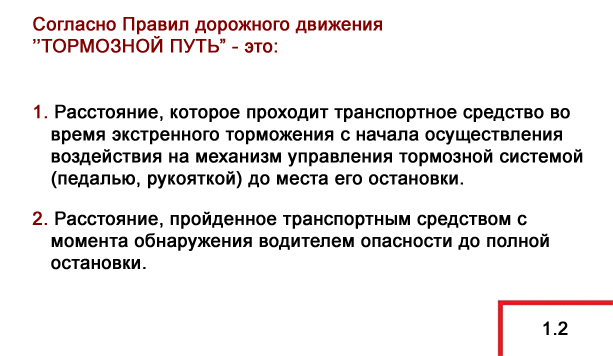 Согласно Правил дорожного движения
’’ТОРМОЗНОЙ ПУТЬ” - это:
1. Расстояние, которое проходит транспортное средство во
время экстренного торможения с начала осуществления
воздействия на механизм управления тормозной системой
(педалью, рукояткой) до места его остановки.
2. Расстояние, пройденное транспортным средством с
момента обнаружения водителем опасности до полной
остановки.
1.2